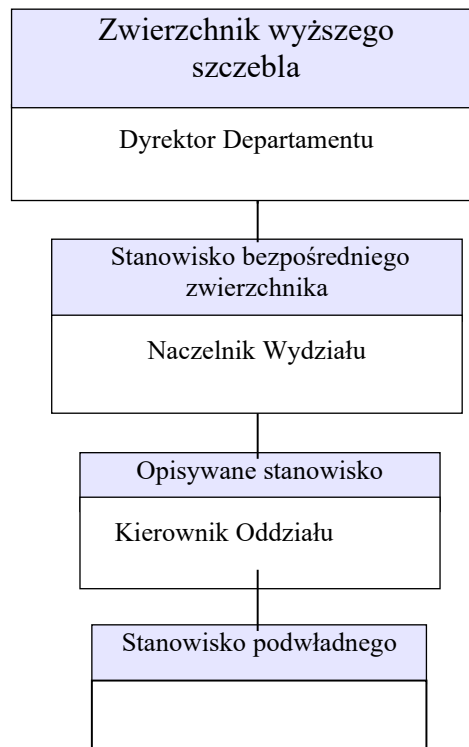 Zwierzchnik wyższego
szczebla
Dyrektor Departamentu
Stanowisko bezpośredniego
zwierzchnika
Naczelnik Wydziału
Opisywane stanowisko
Kierownik Oddziału
Stanowisko podwładnego